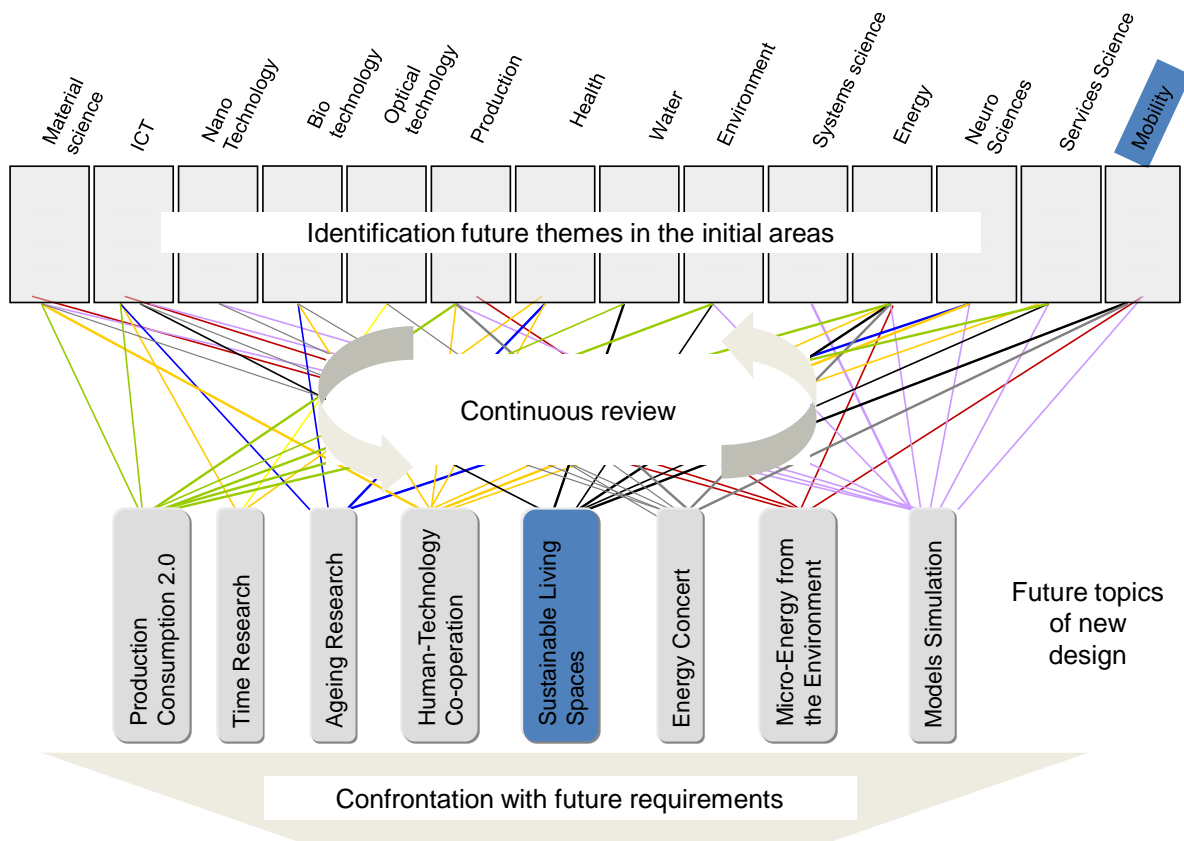 Material
science
ICT
Nano
Technology
Bio
technology
Optical
technology
Production
Health
Water
Environment
Systems science
Energy
Neuro
Sciences
Services Science
Mobility
Identification future themes in the initial areas
Continuous review
Production
Consumption 2.0
Time Research
Ageing Research
Human-Technology
Co-operation
Sustainable Living
Spaces
Energy Concert
Micro-Energy from
the Environment
Models Simulation
Future topics
of new
design
Confrontation with future requirements